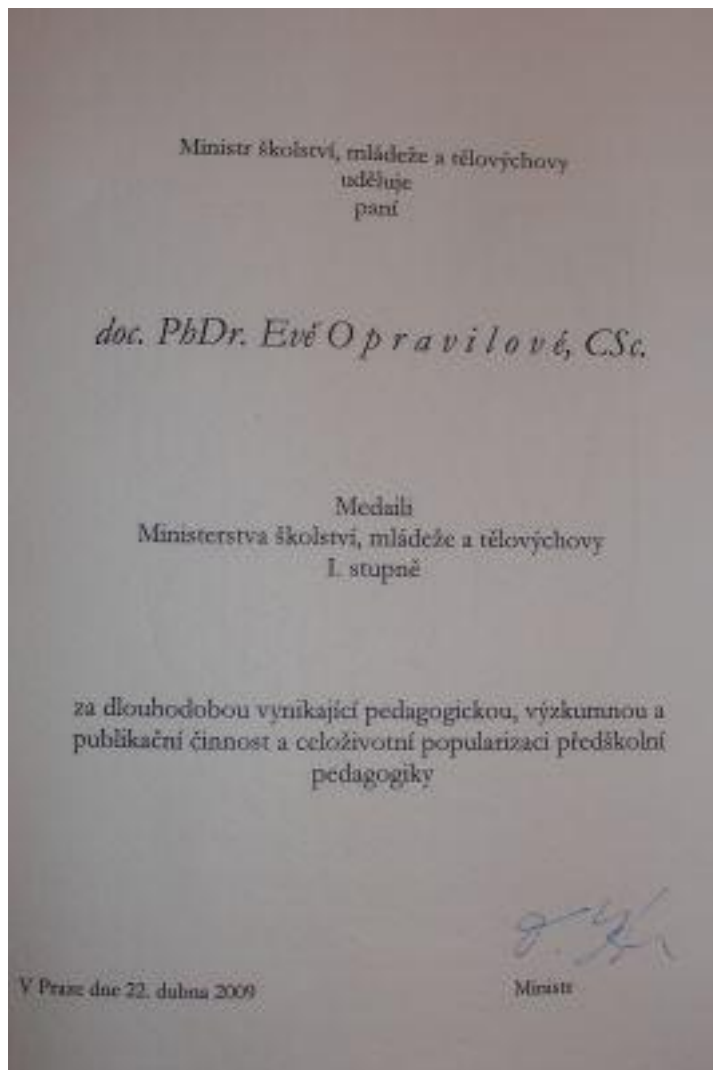 Ministr školství, mládeže a tělovýchovy
uděluje
paní
doc. PhDr. Evě O p r a v i l o v é, CSc.
Medaili
Ministerstva školství, mládeže a tělovýchovy
I. stupně
za dlouhodobou vynikající pedagogickou, výzkumnou a
publikační činnost a celoživotní popularizaci předškolní
pedagogiky
V Praze dne 22. dubna 2009
Ministr